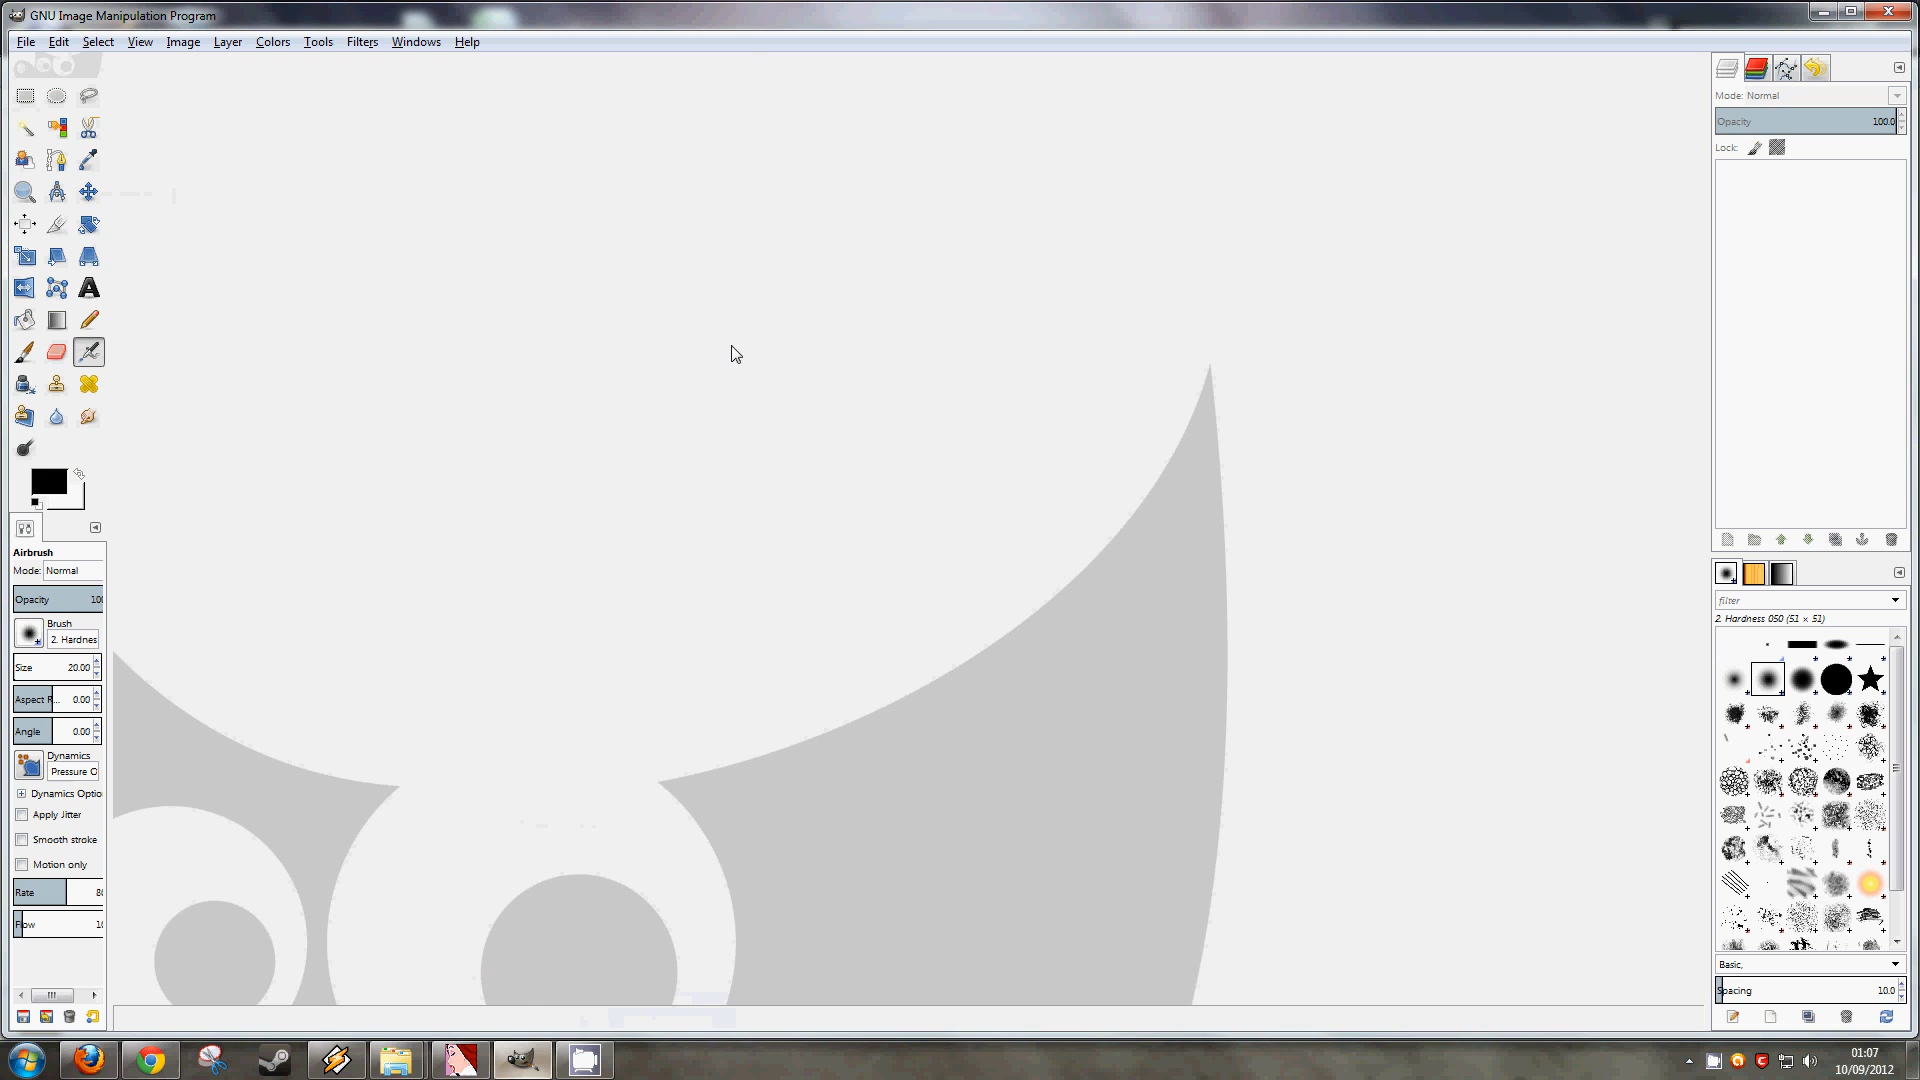 GNU Image Manipulation Program
File Edit Select View Image Layer Colors Tools Filters Windows Help
Airbrush
Mode: Normal
Opacity 100
Brush
2. Hardnes
Size 20.00
Aspect R... 0.00
Angle 0.00
Dynamics
Pressure O
Dynamics Optio
Apply Jitter
Smooth stroke
Motion only
Rate 80
Flow 10
Mode: Normal
Opacity 100.0
Lock:
filter
2. Hardness 050 (51 × 51)
Basic,
Spacing 10.0
01:07
10/09/2012